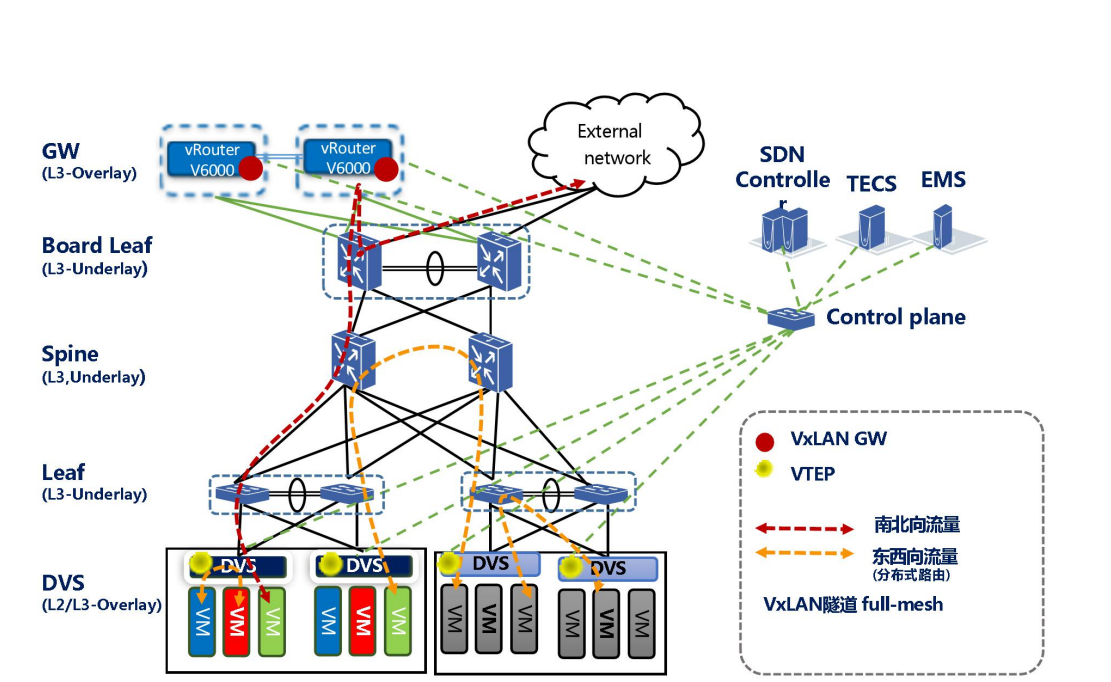 GW
(L3-Overlay)
vRouter
V6000
vRouter
V6000
External
network
SDN
Controlle
r
TECS
EMS
Board Leaf
(L3-Underlay)
Control plane
Spine
(L3,Underlay)
VxLAN GW
VTEP
Leaf
(L3-Underlay)
南北向流量
东西向流量
(分布式路由)
VxLAN隧道 full-mesh
DVS
(L2/L3-Overlay)
DVS
DVS
DVS
DVS
VM
VM
VM
VM
VM
VM
VM
VM
VM
VM
VM
VM